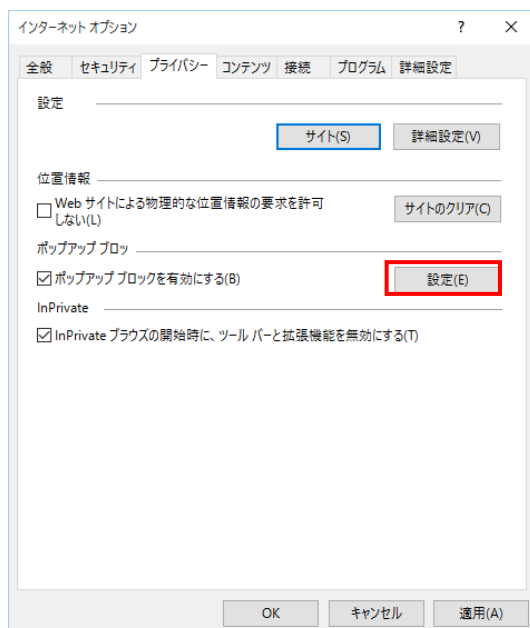 インターネット オプション ? ×
全般 セキュリティ プライバシー コンテンツ 接続 プログラム 詳細設定
設定
サイト(S) 詳細設定(V)
位置情報
Web サイトによる物理的な位置情報の要求を許可 サイトのクリア(C)
しない(L)
ポップアップ ブロッ
ポップアップ ブロックを有効にする(B) 設定(E)
InPrivate
InPrivate ブラウズの開始時に、ツール バーと拡張機能を無効にする(T)
OK キャンセル 適用(A)